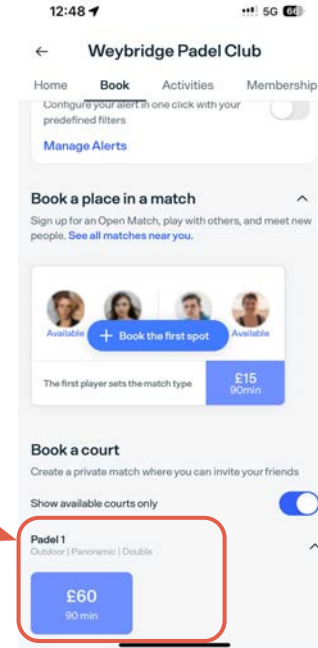 12:48
5G 66
Weybridge Padel Club
Home Book Activities Membership
Configure your alert in one click with your
predefined filters
Manage Alerts
Book a place in a match
Sign up for an Open Match, play with others, and meet new
people. See all matches near you.
Available
Available
+ Book the first spot
The first player sets the match type
£15
90min
Book a court
Create a private match where you can invite your friends
Show available courts only
Padel 1
Outdoor | Panoramic | Double
£60
90 min